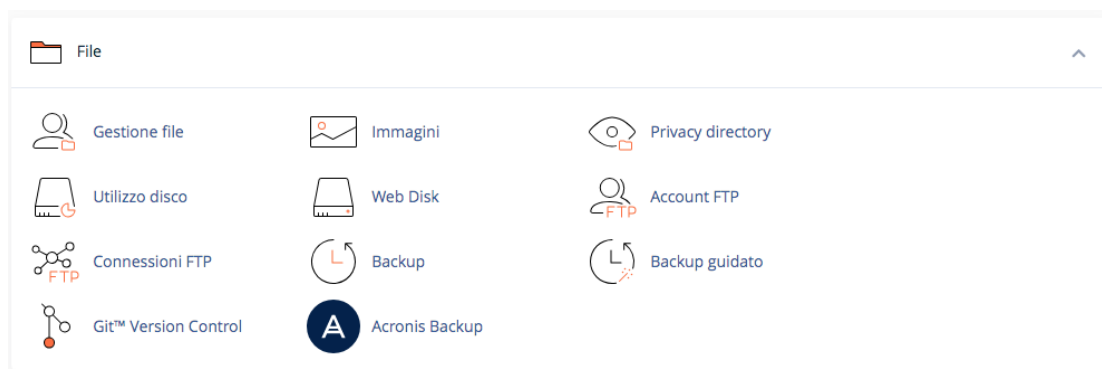 File
Gestione file
Immagini
Privacy directory
Utilizzo disco
Web Disk
FTP
Account FTP
FTP
Connessioni FTP
Backup
Backup guidato
Git™ Version Control
Acronis Backup